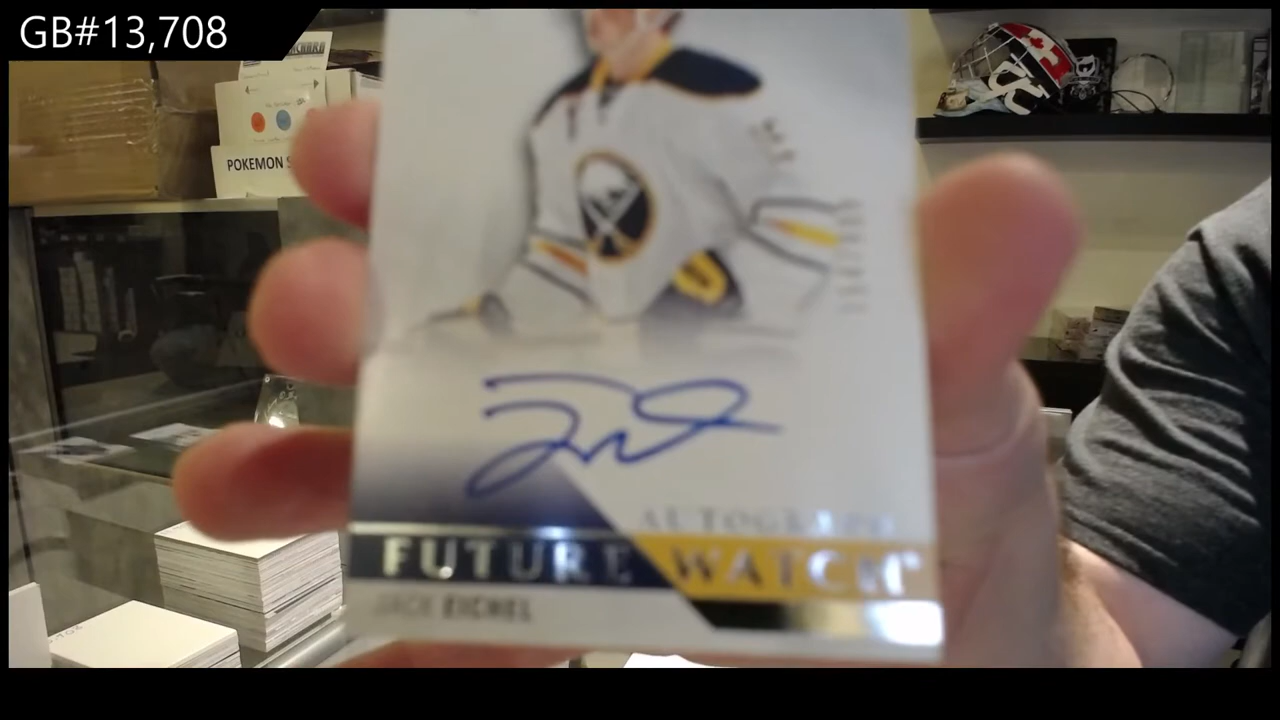 GB#13,708
POKEMON S
AUTOGRAPH
FUTURE WATCH
JACK EICHEL